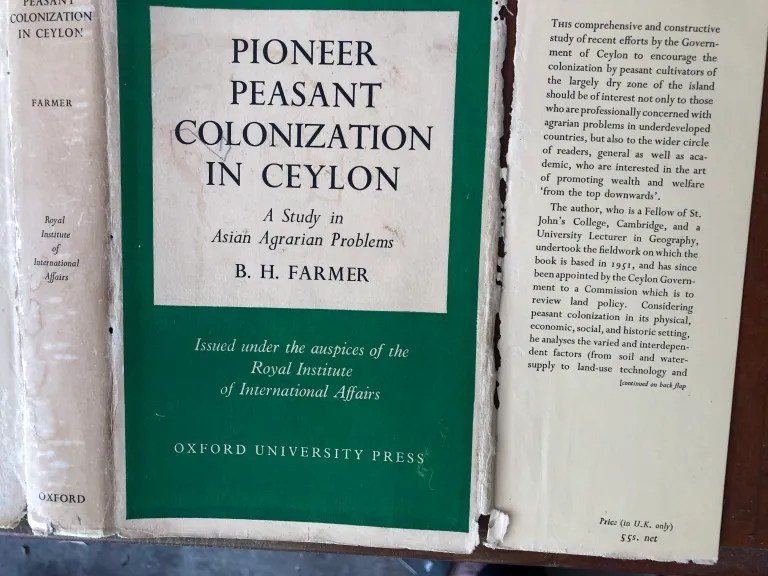 PEASANT
COLONIZATION
IN CEYLON
FARMER
Royal
Institute
of
International
Affairs
OXFORD
PIONEER
PEASANT
COLONIZATION
IN CEYLON
A Study in
Asian Agrarian Problems
B. H. FARMER
Issued under the auspices of the
Royal Institute
of International Affairs
OXFORD UNIVERSITY PRESS
THIS comprehensive and constructive
study of recent efforts by the Govern-
ment of Ceylon to encourage the
colonization by peasant cultivators of
the largely dry zone of the island
should be of interest not only to those
who are professionally concerned with
agrarian problems in underdeveloped
countries, but also to the wider circle
of readers, general as well as aca-
demic, who are interested in the art
of promoting wealth and welfare
'from the top downwards'.
The author, who is a Fellow of St.
John's College, Cambridge, and a
University Lecturer in Geography,
undertook the fieldwork on which the
book is based in 1951, and has since
been appointed by the Ceylon Govern-
ment to a Commission which is to
review land policy. Considering
peasant colonization in its physical,
economic, social, and historic setting,
he analyses the varied and interdepen-
dent factors (from soil and water-
supply to land-use technology and
[continued on back flap
Price (in U.K. only)
55s. net